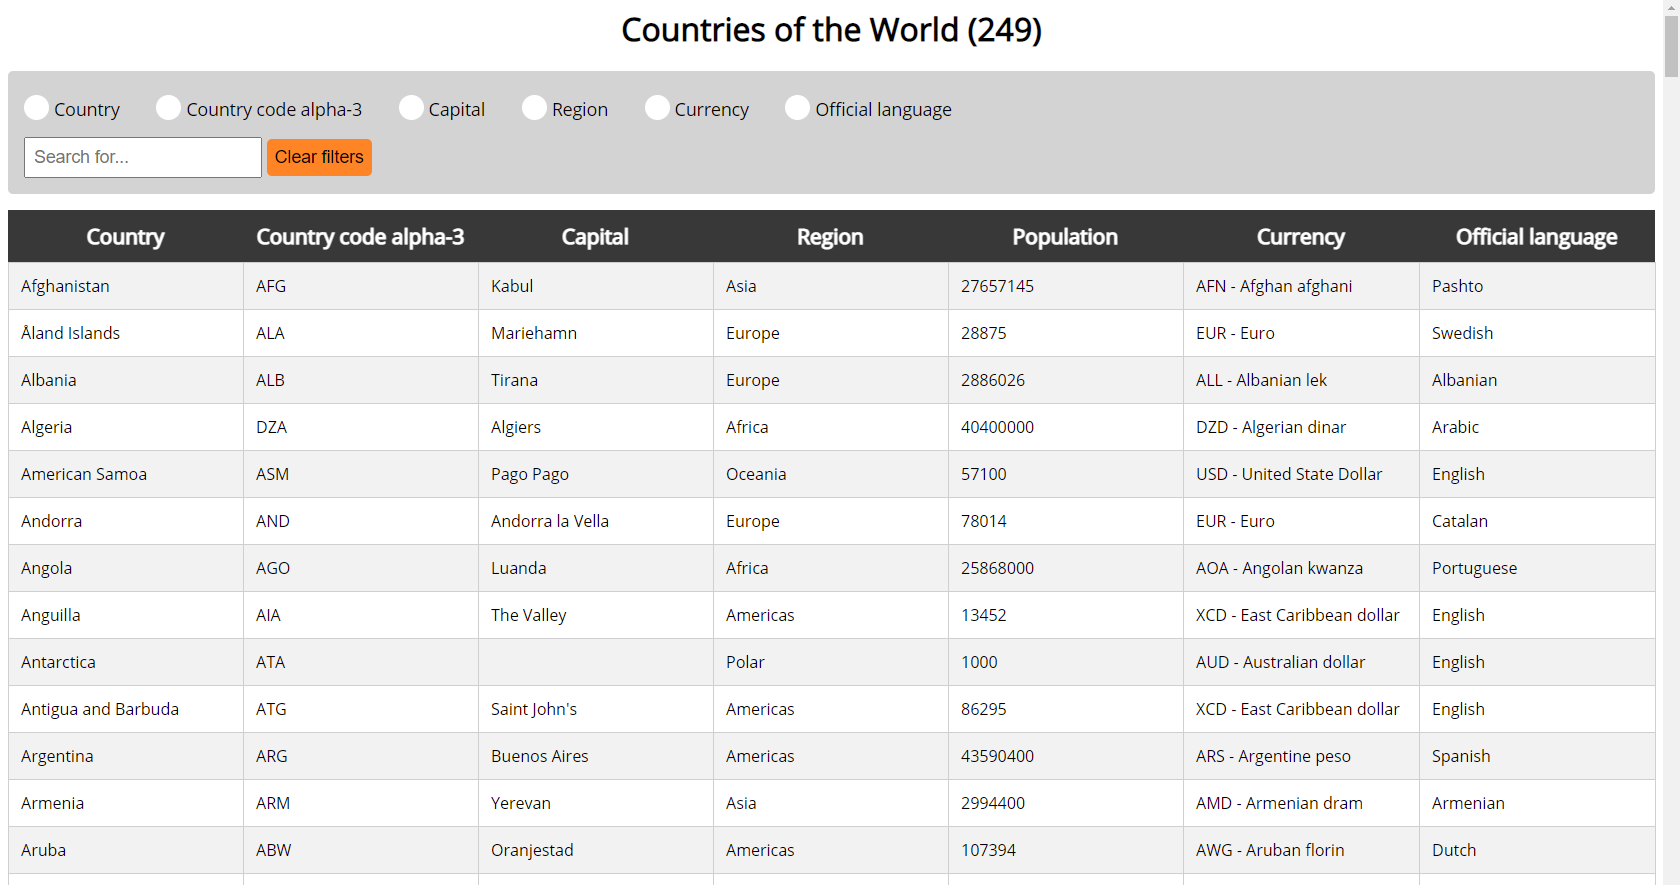 Countries of the World (249)
Country Country code alpha-3 Capital Region Currency Official language
Search for... Clear filters
Country Country code alpha-3 Capital Region Population Currency Official language
Afghanistan AFG Kabul Asia 27657145 AFN - Afghan afghani Pashto
Åland Islands ALA Mariehamn Europe 28875 EUR - Euro Swedish
Albania ALB Tirana Europe 2886026 ALL - Albanian lek Albanian
Algeria DZA Algiers Africa 40400000 DZD - Algerian dinar Arabic
American Samoa ASM Pago Pago Oceania 57100 USD - United State Dollar English
Andorra AND Andorra la Vella Europe 78014 EUR - Euro Catalan
Angola AGO Luanda Africa 25868000 AOA - Angolan kwanza Portuguese
Anguilla AIA The Valley Americas 13452 XCD - East Caribbean dollar English
Antarctica ATA Polar 1000 AUD - Australian dollar English
Antigua and Barbuda ATG Saint John's Americas 86295 XCD - East Caribbean dollar English
Argentina ARG Buenos Aires Americas 43590400 ARS - Argentine peso Spanish
Armenia ARM Yerevan Asia 2994400 AMD - Armenian dram Armenian
Aruba ABW Oranjestad Americas 107394 AWG - Aruban florin Dutch